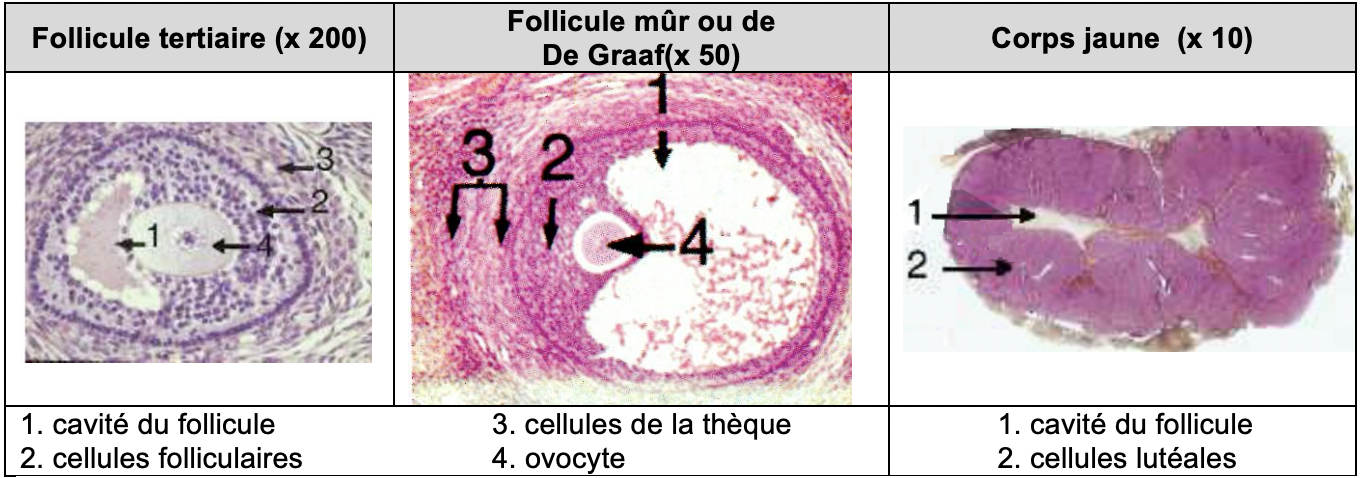 Follicule tertiaire (x 200)
Follicule mûr ou de
De Graaf(x 50)
Corps jaune  (x 10)
3
2
1
4
1
3
2
4
1
2
1. cavité du follicule
2. cellules folliculaires
3. cellules de la thèque
4. ovocyte
1. cavité du follicule
2. cellules lutéales